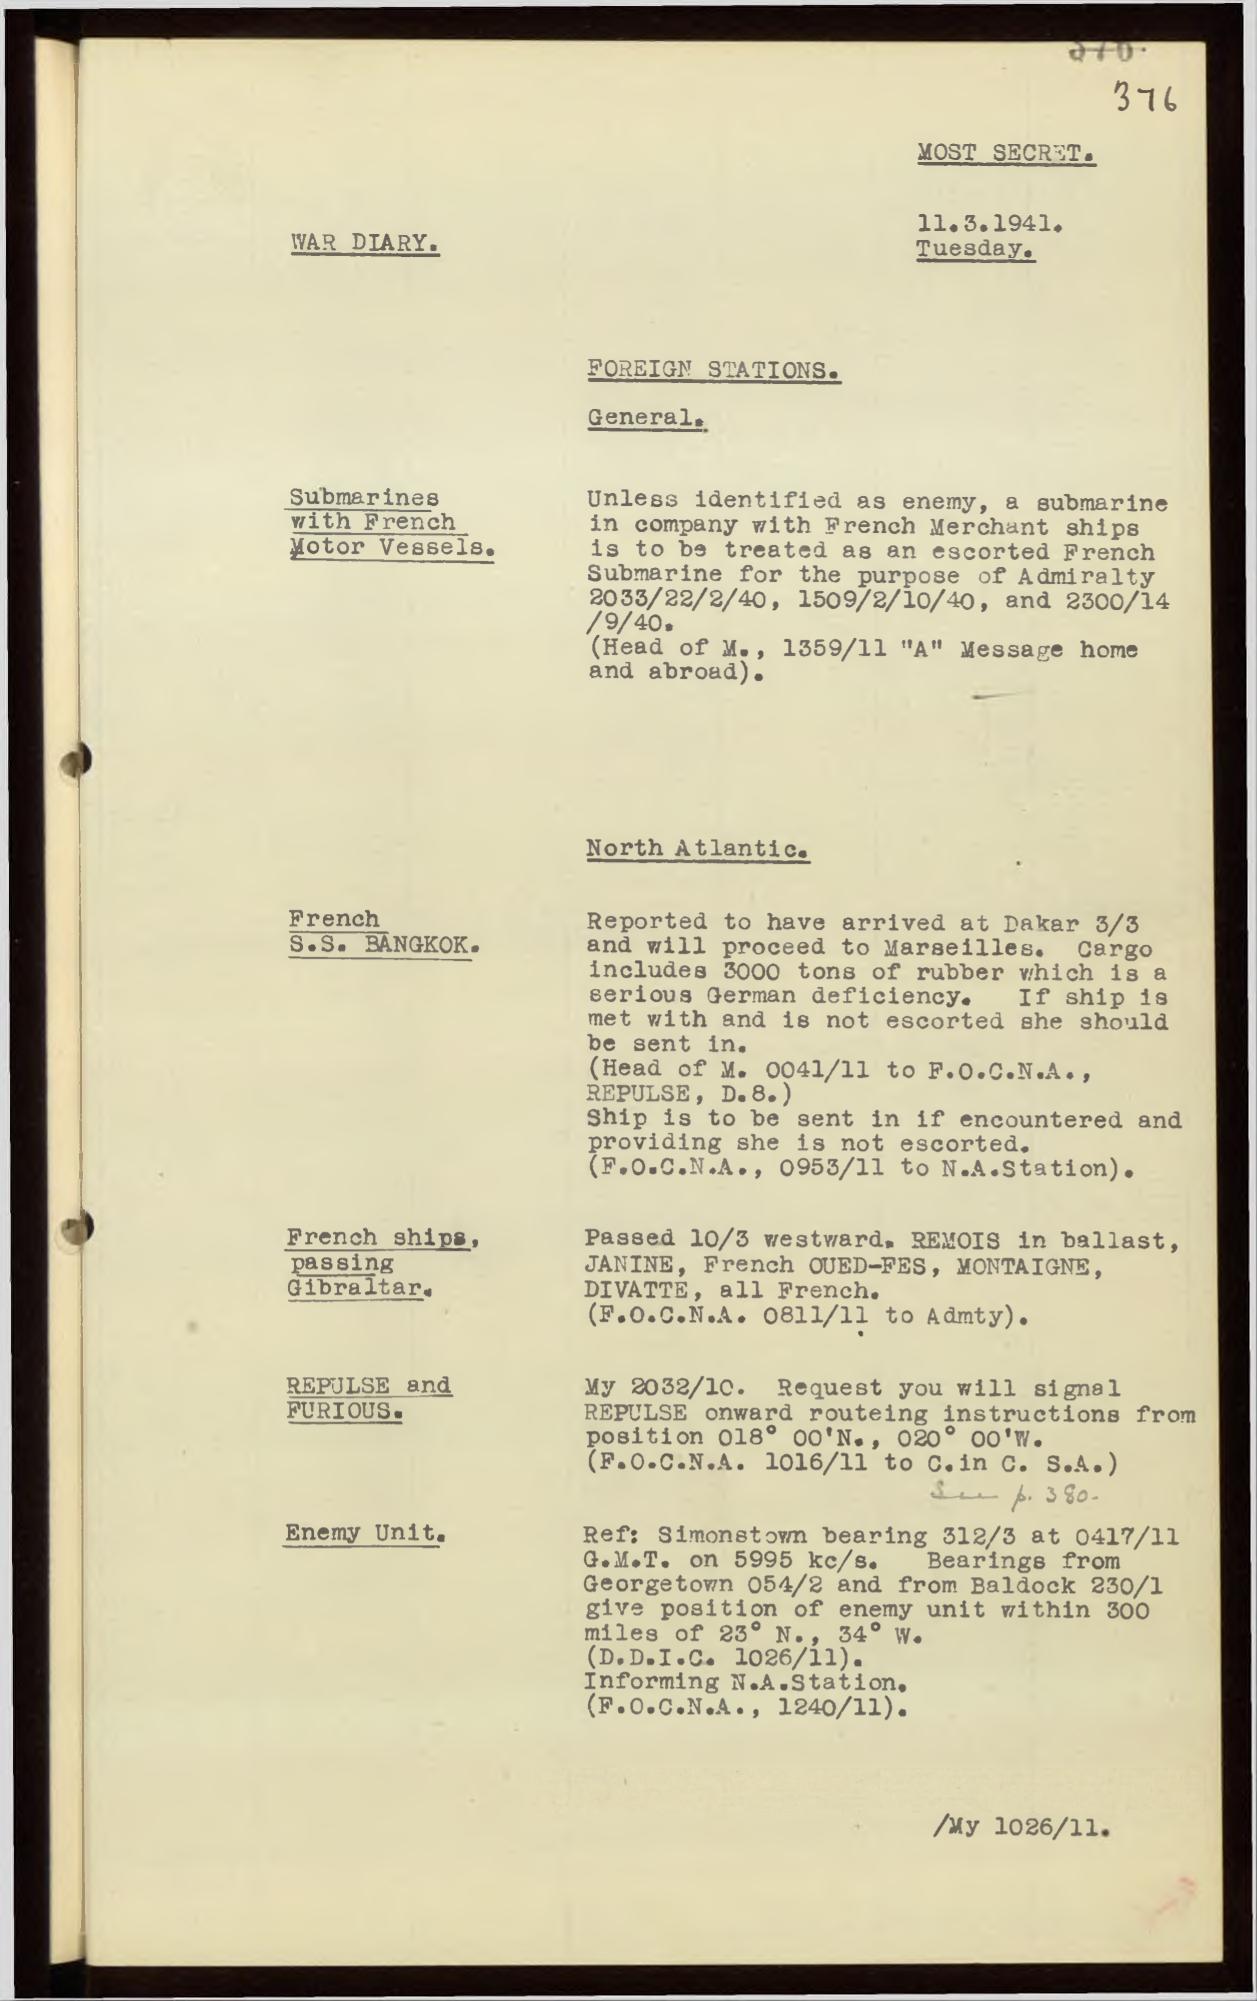 376
MOST SECRET.
11.3.1941.
WAR DIARY.
Tuesday.
FOREIGN STATIONS.
General.
Submarines
with French
Motor Vessels.
Unless identified as enemy, a submarine
in company with French Merchant ships
is to be treated as an escorted French
Submarine for the purpose of Admiralty
2033/22/2/40, 1509/2/10/40, and 2300/14
/9/40.
(Head of M., 1359/11 "A" Message home
and abroad).
North Atlantic.
French
S.S. BANGKOK.
Reported to have arrived at Dakar 3/3
and will proceed to Marseilles. Cargo
includes 3000 tons of rubber which is a
serious German deficiency. If ship is
met with and is not escorted she should
be sent in.
(Head of M. 0041/11 to F.O.C.N.A.,
REPULSE, D.8.)
Ship is to be sent in if encountered and
providing she is not escorted.
(F.O.C.N.A., 0953/11 to N.A.Station).
French ships,
passing
Gibraltar.
Passed 10/3 westward. REMOIS in ballast,
JANINE, French OUED-FES, MONTAIGNE,
DIVATTE, all French.
(F.O.C.N.A. 0811/11 to Admty).
REPULSE and
FURIOUS.
My 2032/10. Request you will signal
REPULSE onward routeing instructions from
position 018° 00'N., 020° 00'W.
(F.O.C.N.A. 1016/11 to C.in C. S.A.)
See p. 380.
Enemy Unit.
Ref: Simonstown bearing 312/3 at 0417/11
G.M.T. on 5995 kc/s. Bearings from
Georgetown 054/2 and from Baldock 230/1
give position of enemy unit within 300
miles of 23° N., 34° W.
(D.D.I.C. 1026/11).
Informing N.A.Station.
(F.O.C.N.A., 1240/11).
/My 1026/11.